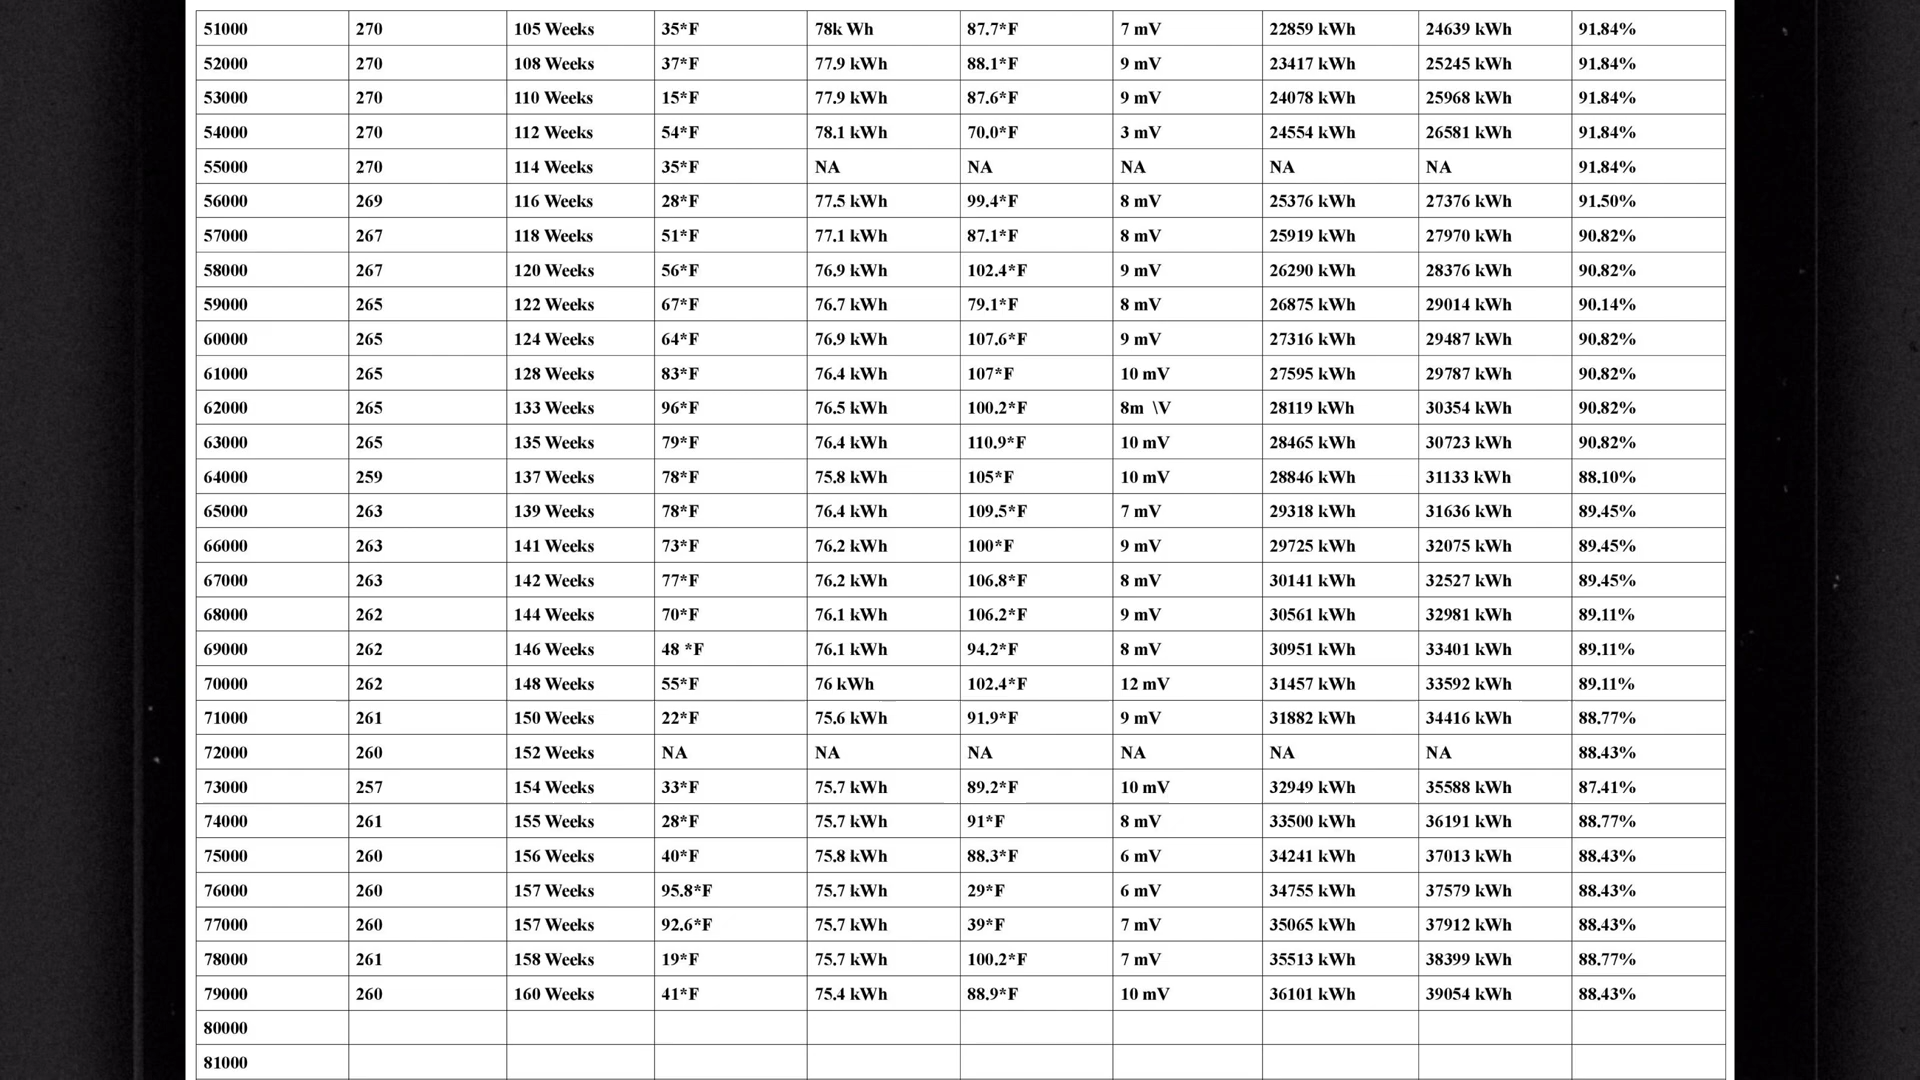 51000 270 105 Weeks 35*F 78k Wh 87.7*F 7 mV 22859 kWh 24639 kWh 91.84%
52000 270 108 Weeks 37*F 77.9 kWh 88.1*F 9 mV 23417 kWh 25245 kWh 91.84%
53000 270 110 Weeks 15*F 77.9 kWh 87.6*F 9 mV 24078 kWh 25968 kWh 91.84%
54000 270 112 Weeks 54*F 78.1 kWh 70.0*F 3 mV 24554 kWh 26581 kWh 91.84%
55000 270 114 Weeks 35*F NA NA NA NA NA 91.84%
56000 269 116 Weeks 28*F 77.5 kWh 99.4*F 8 mV 25376 kWh 27376 kWh 91.50%
57000 267 118 Weeks 51*F 77.1 kWh 87.1*F 8 mV 25919 kWh 27970 kWh 90.82%
58000 267 120 Weeks 56*F 76.9 kWh 102.4*F 9 mV 26290 kWh 28376 kWh 90.82%
59000 265 122 Weeks 67*F 76.7 kWh 79.1*F 8 mV 26875 kWh 29014 kWh 90.14%
60000 265 124 Weeks 64*F 76.9 kWh 107.6*F 9 mV 27316 kWh 29487 kWh 90.82%
61000 265 128 Weeks 83*F 76.4 kWh 107*F 10 mV 27595 kWh 29787 kWh 90.82%
62000 265 133 Weeks 96*F 76.5 kWh 100.2*F 8m \V 28119 kWh 30354 kWh 90.82%
63000 265 135 Weeks 79*F 76.4 kWh 110.9*F 10 mV 28465 kWh 30723 kWh 90.82%
64000 259 137 Weeks 78*F 75.8 kWh 105*F 10 mV 28846 kWh 31133 kWh 88.10%
65000 263 139 Weeks 78*F 76.4 kWh 109.5*F 7 mV 29318 kWh 31636 kWh 89.45%
66000 263 141 Weeks 73*F 76.2 kWh 100*F 9 mV 29725 kWh 32075 kWh 89.45%
67000 263 142 Weeks 77*F 76.2 kWh 106.8*F 8 mV 30141 kWh 32527 kWh 89.45%
68000 262 144 Weeks 70*F 76.1 kWh 106.2*F 9 mV 30561 kWh 32981 kWh 89.11%
69000 262 146 Weeks 48 *F 76.1 kWh 94.2*F 8 mV 30951 kWh 33401 kWh 89.11%
70000 262 148 Weeks 55*F 76 kWh 102.4*F 12 mV 31457 kWh 33592 kWh 89.11%
71000 261 150 Weeks 22*F 75.6 kWh 91.9*F 9 mV 31882 kWh 34416 kWh 88.77%
72000 260 152 Weeks NA NA NA NA NA NA 88.43%
73000 257 154 Weeks 33*F 75.7 kWh 89.2*F 10 mV 32949 kWh 35588 kWh 87.41%
74000 261 155 Weeks 28*F 75.7 kWh 91*F 8 mV 33500 kWh 36191 kWh 88.77%
75000 260 156 Weeks 40*F 75.8 kWh 88.3*F 6 mV 34241 kWh 37013 kWh 88.43%
76000 260 157 Weeks 95.8*F 75.7 kWh 29*F 6 mV 34755 kWh 37579 kWh 88.43%
77000 260 157 Weeks 92.6*F 75.7 kWh 39*F 7 mV 35065 kWh 37912 kWh 88.43%
78000 261 158 Weeks 19*F 75.7 kWh 100.2*F 7 mV 35513 kWh 38399 kWh 88.77%
79000 260 160 Weeks 41*F 75.4 kWh 88.9*F 10 mV 36101 kWh 39054 kWh 88.43%
80000
81000